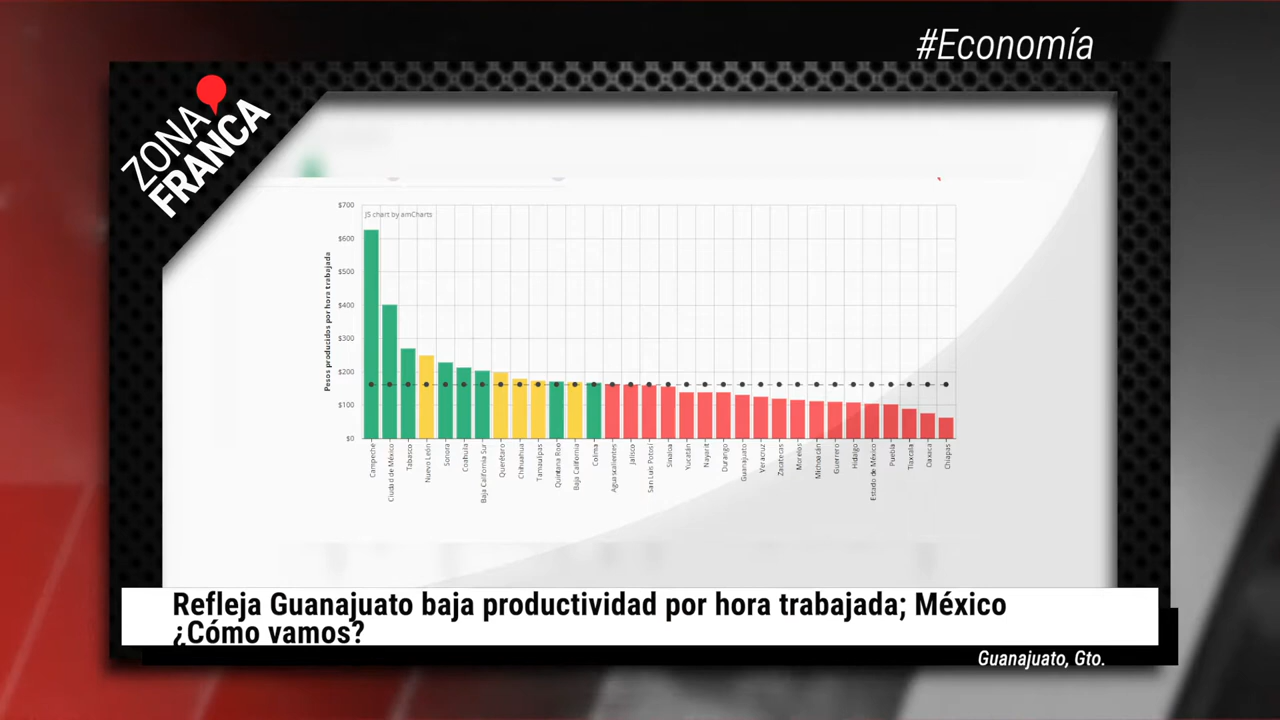 #Economía
ZONA
FRANCA
$700
JS chart by amCharts
$600
$500
$400
$300
$200
$100
$0
Pesos producidos por hora trabajada
Campeche
Ciudad de México
Tabasco
Nuevo León
Sonora
Coahuila
Baja California Sur
Querétaro
Chihuahua
Tamaulipas
Quintana Roo
Baja California
Colima
Aguascalientes
Jalisco
San Luis Potosí
Sinaloa
Yucatán
Nayarit
Durango
Guanajuato
Veracruz
Zacatecas
Morelos
Michoacán
Guerrero
Hidalgo
Estado de México
Puebla
Tlaxcala
Oaxaca
Chiapas
Refleja Guanajuato baja productividad por hora trabajada; México
¿Cómo vamos?
Guanajuato, Gto.